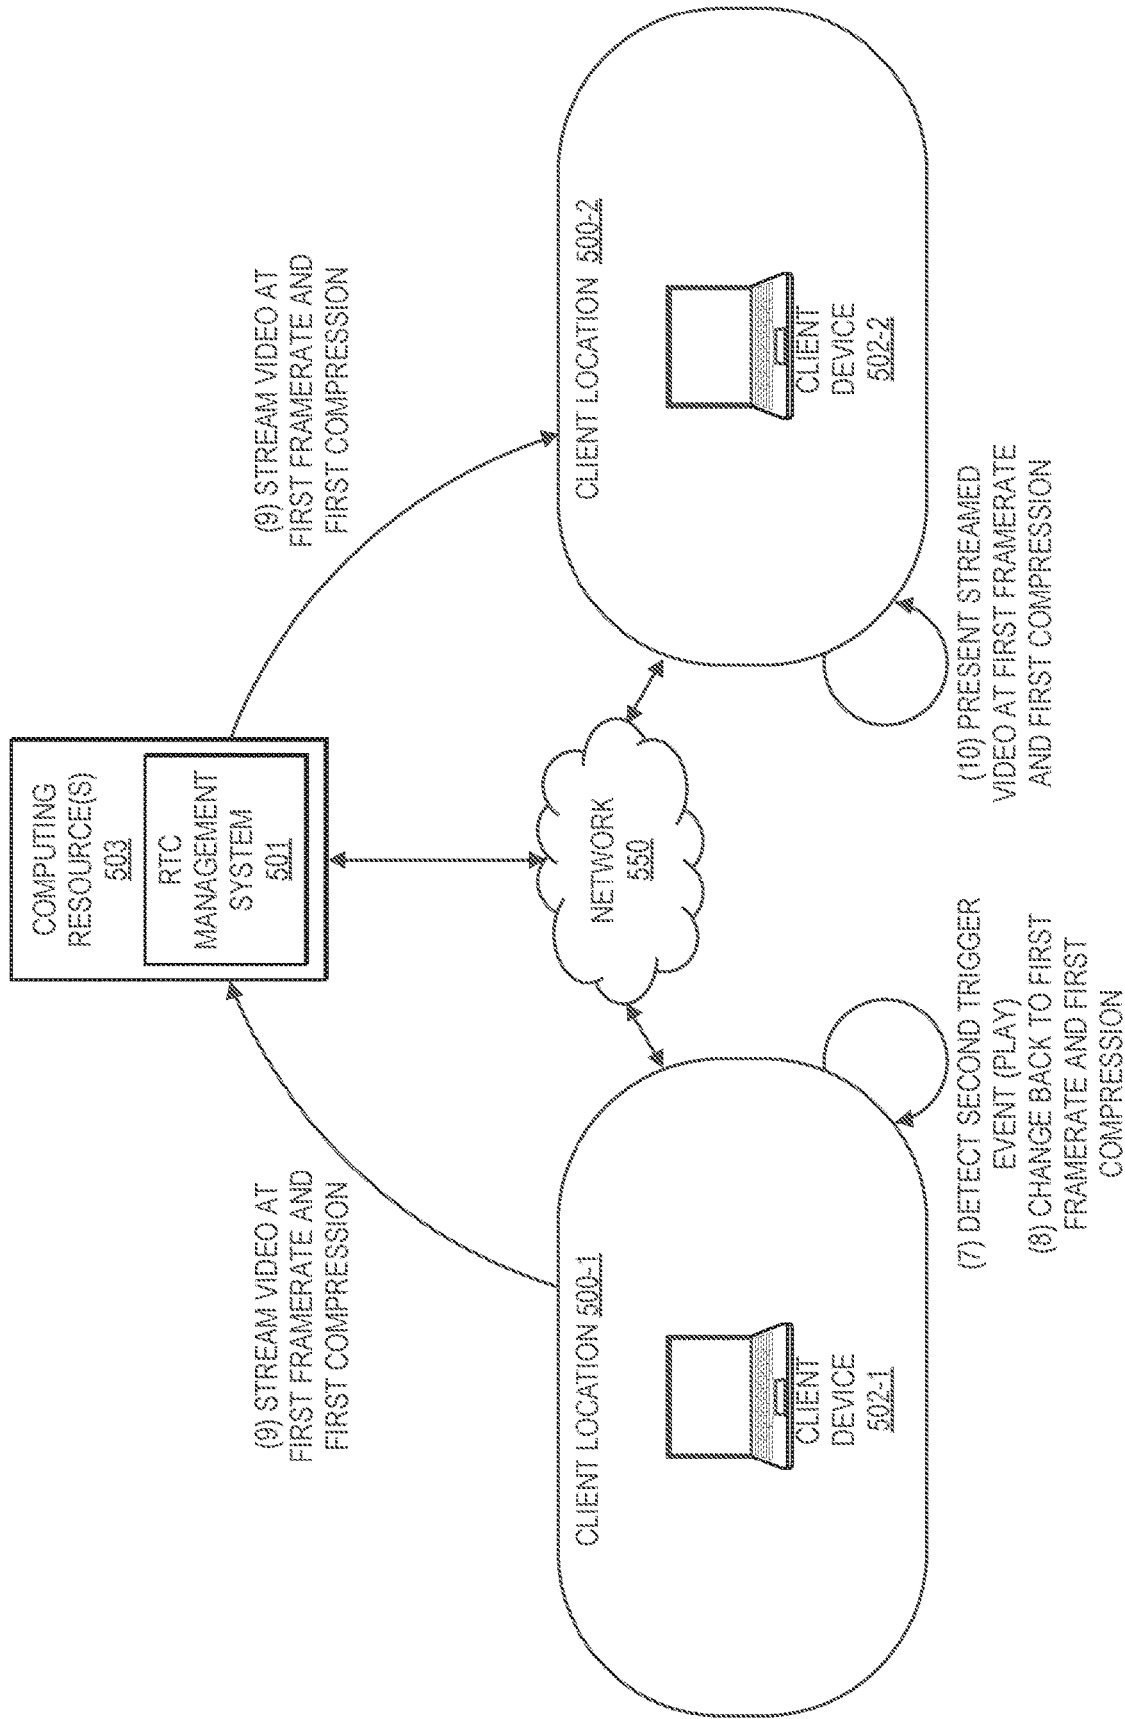 COMPUTING
RESOURCE(S)
503
RTC
MANAGEMENT
SYSTEM
501
(9) STREAM VIDEO AT
FIRST FRAMERATE AND
FIRST COMPRESSION
(9) STREAM VIDEO AT
FIRST FRAMERATE AND
FIRST COMPRESSION
CLIENT LOCATION 500-1
CLIENT
DEVICE
502-1
NETWORK
550
CLIENT LOCATION 500-2
CLIENT
DEVICE
502-2
(7) DETECT SECOND TRIGGER
EVENT (PLAY)
(8) CHANGE BACK TO FIRST
FRAMERATE AND FIRST
COMPRESSION
(10) PRESENT STREAMED
VIDEO AT FIRST FRAMERATE
AND FIRST COMPRESSION